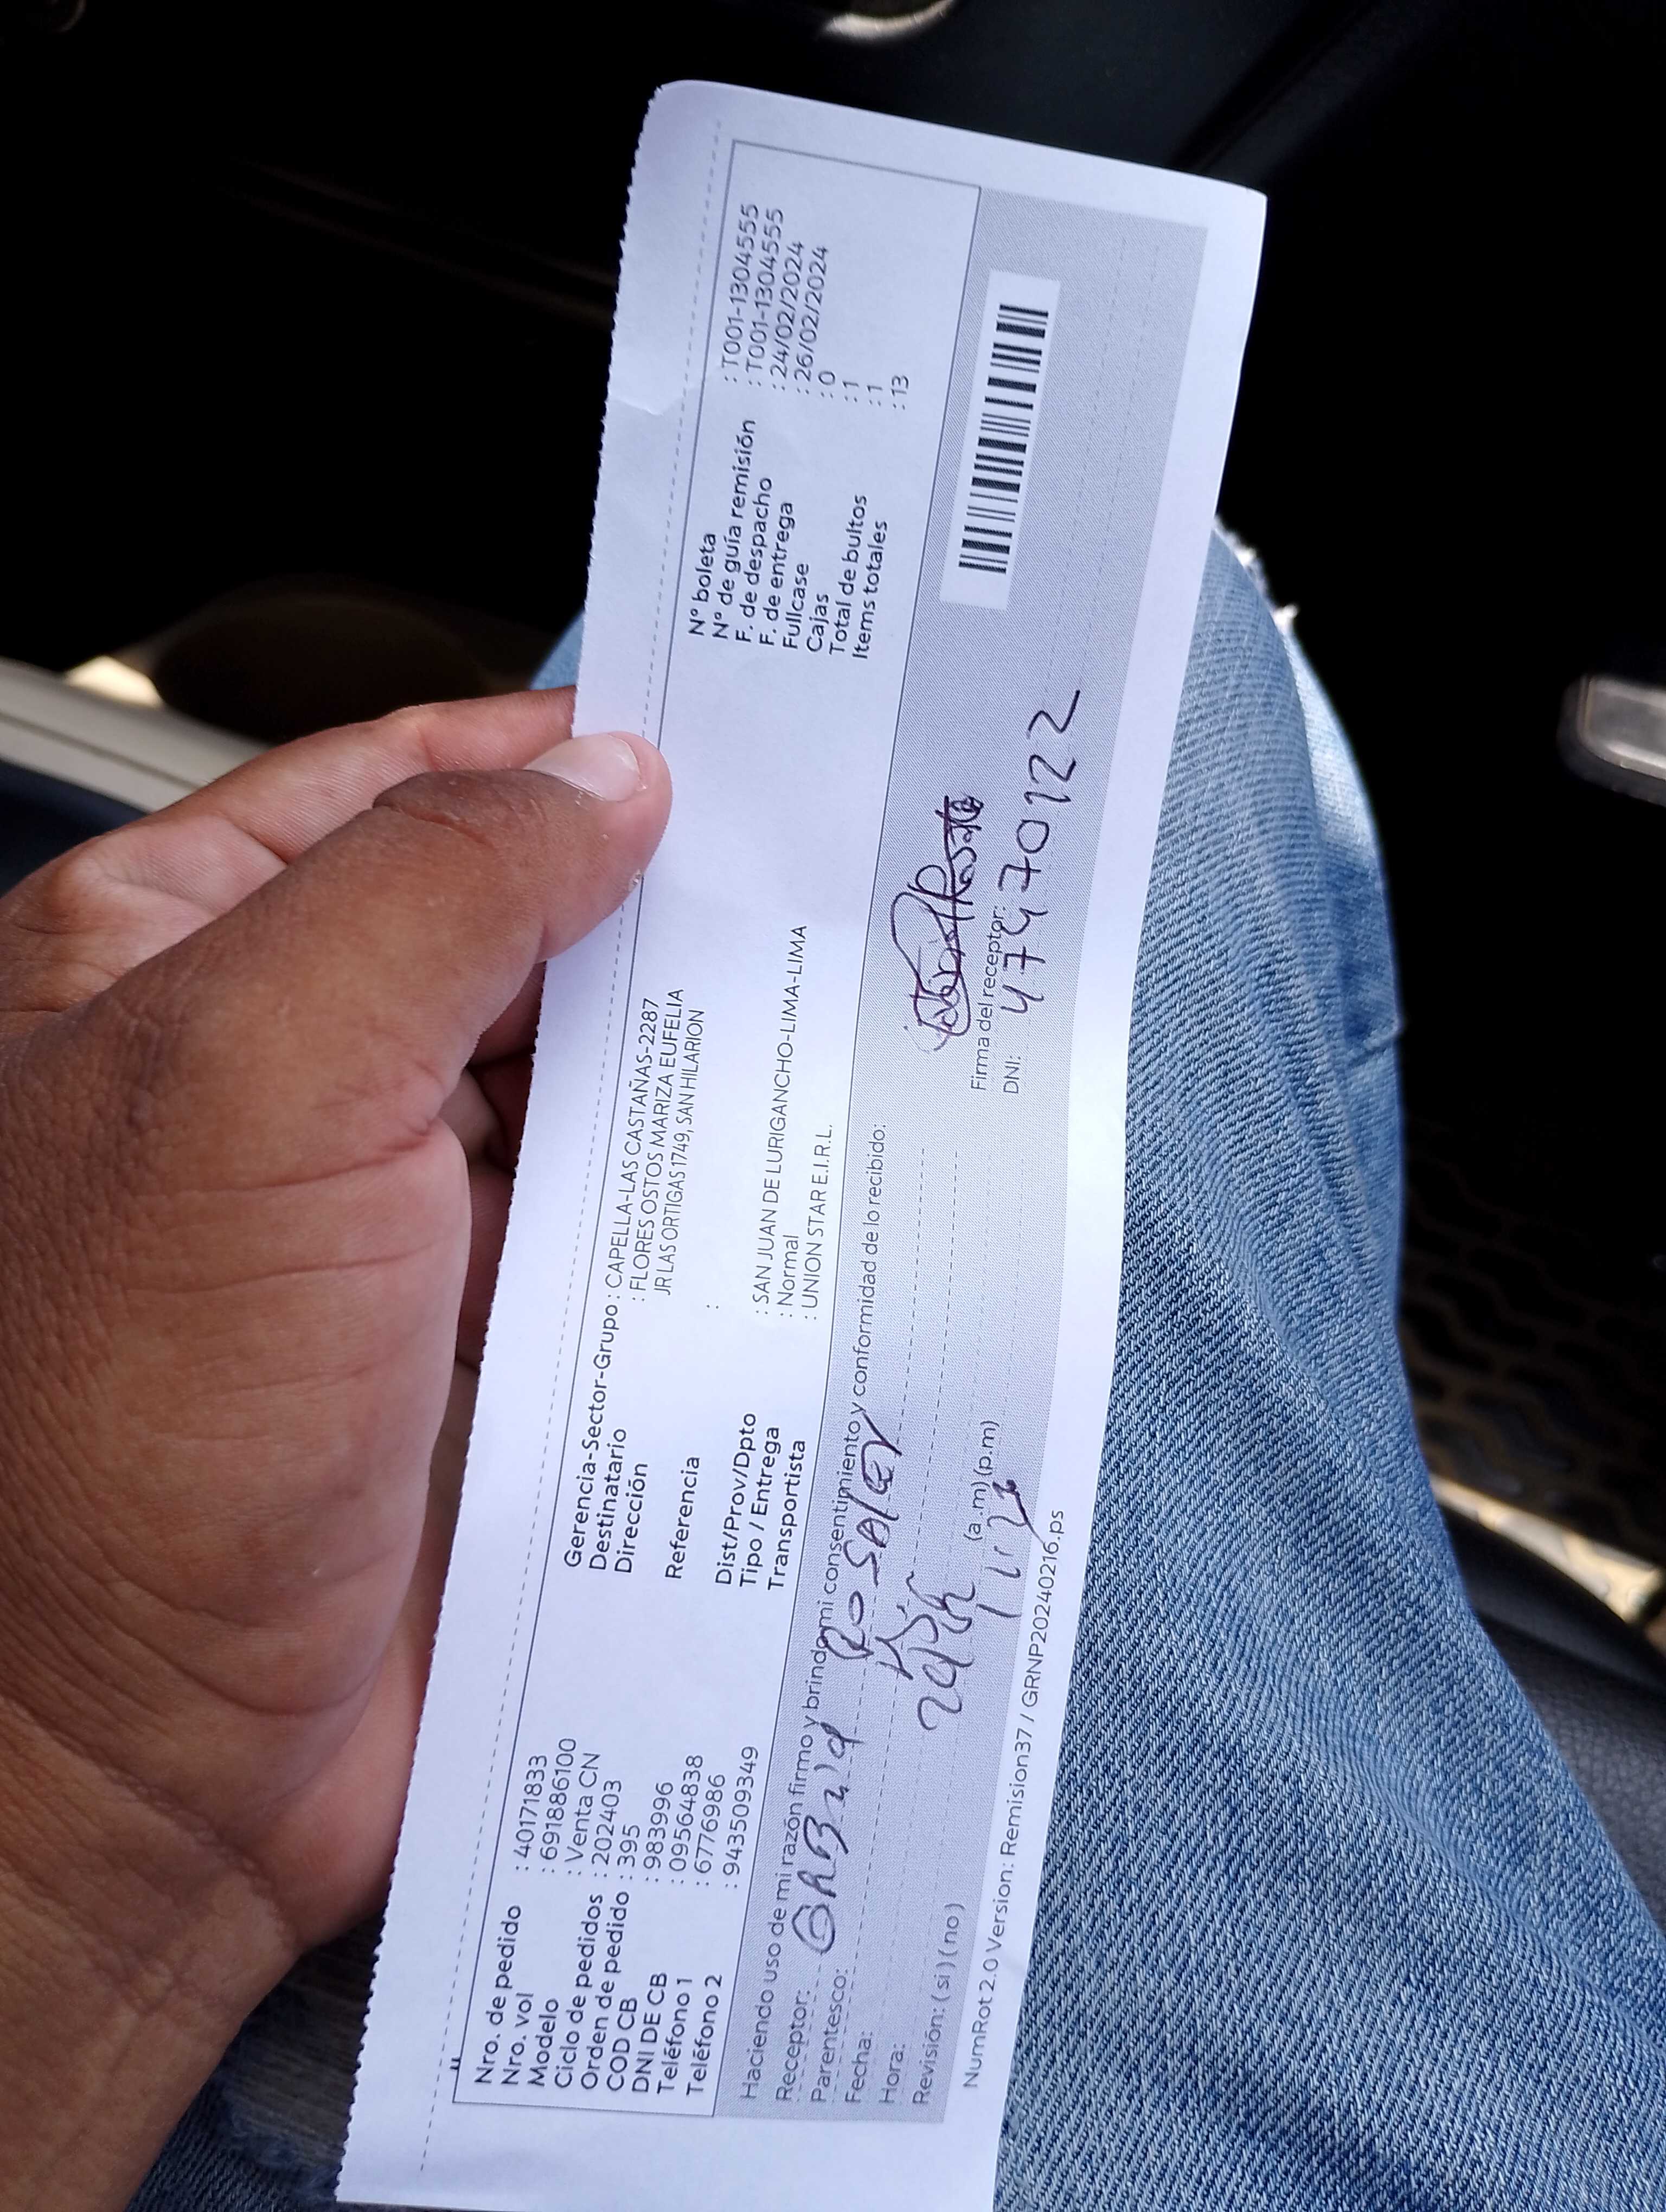 Nro. de pedido : 401718333
Nro. vol : 691886100
Modelo : Venta CN
Ciclo de pedidos : 202403
Orden de pedido : 395
COD CB : 983996
DNI DE CB : 09564838
Teléfono 1 : 6776986
Teléfono 2 : 943509349
Gerencia-Sector-Grupo : CAPELLA-LAS CASTAÑAS-2287
Destinatario : FLORES OSTOS MARIZA EUFELIA
Dirección JR LAS ORTIGAS 1749, SAN HILARION
Referencia :
Dist/Prov/Dpto : SAN JUAN DE LURIGANCHO-LIMA-LIMA
Tipo / Entrega : Normal
Transportista : UNION STAR E.I.R.L.
N° boleta : T001-1304555
N° de guía remisión : T001-1304555
F. de despacho : 24/02/2024
F. de entrega : 26/02/2024
Fullcase : 0
Cajas : 1
Total de bultos : 1
Items totales : 13
Haciendo uso de mi razón firmo y brindo mi consentimiento y conformidad de lo recibido:
Receptor:
Parentesco:
Fecha:
Hora: (a.m) (p.m)
Revisión: ( si ) ( no )
Firma del receptor:
DNI: 47470122
NumRot 2.0 Version: Remision37 / GRNP20240216.ps